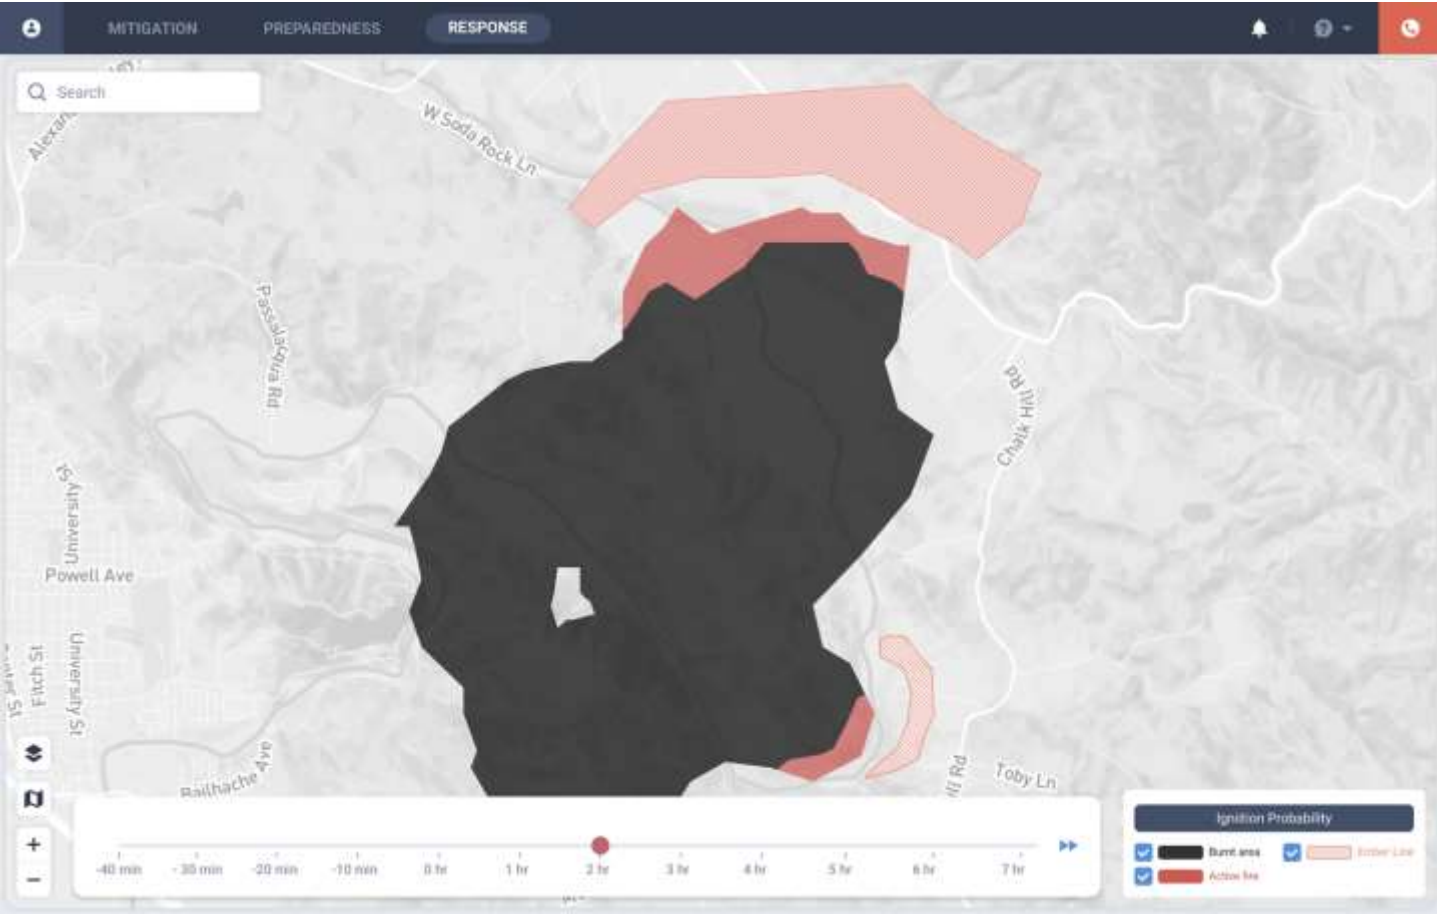 MITIGATION
PREPAREDNESS
RESPONSE
Search
W Soda Rock Ln
Passalacqua Rd
Chalk Hill Rd
University St
Powell Ave
Fitch St
University St
Bailhache Ave
Rd
Toby Ln
-40 min
-30 min
-20 min
-10 min
0 hr
1 hr
2 hr
3 hr
4 hr
5 hr
6 hr
7 hr
Ignition Probability
Burnt area
Ember Line
Active fire